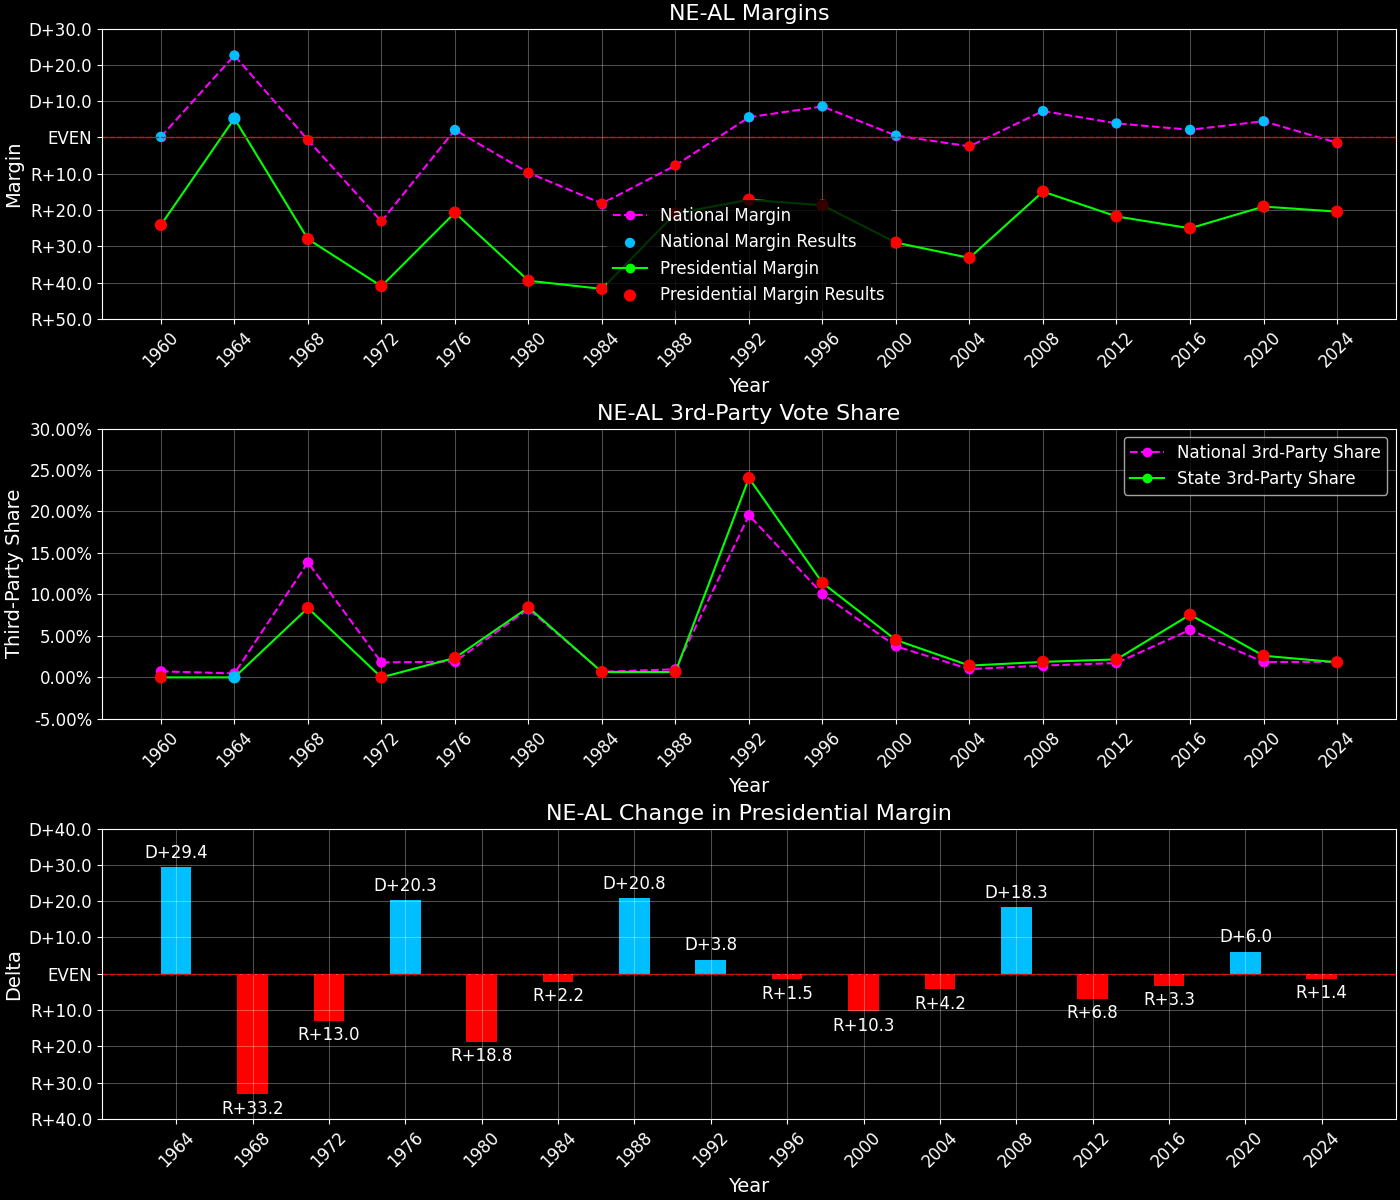 NE-AL Margins
D+30.0
D+20.0
D+10.0
EVEN
R+10.0
R+20.0
R+30.0
R+40.0
R+50.0
Margin
National Margin
National Margin Results
Presidential Margin
Presidential Margin Results
1960 1964 1968 1972 1976 1980 1984 1988 1992 1996 2000 2004 2008 2012 2016 2020 2024
Year
NE-AL 3rd-Party Vote Share
30.00%
25.00%
20.00%
15.00%
10.00%
5.00%
0.00%
-5.00%
Third-Party Share
National 3rd-Party Share
State 3rd-Party Share
1960 1964 1968 1972 1976 1980 1984 1988 1992 1996 2000 2004 2008 2012 2016 2020 2024
Year
NE-AL Change in Presidential Margin
D+40.0
D+30.0
D+20.0
D+10.0
EVEN
R+10.0
R+20.0
R+30.0
R+40.0
Delta
D+29.4
R+33.2
R+13.0
D+20.3
R+18.8
R+2.2
D+20.8
D+3.8
R+1.5
R+10.3
R+4.2
D+18.3
R+6.8
R+3.3
D+6.0
R+1.4
1964 1968 1972 1976 1980 1984 1988 1992 1996 2000 2004 2008 2012 2016 2020 2024
Year